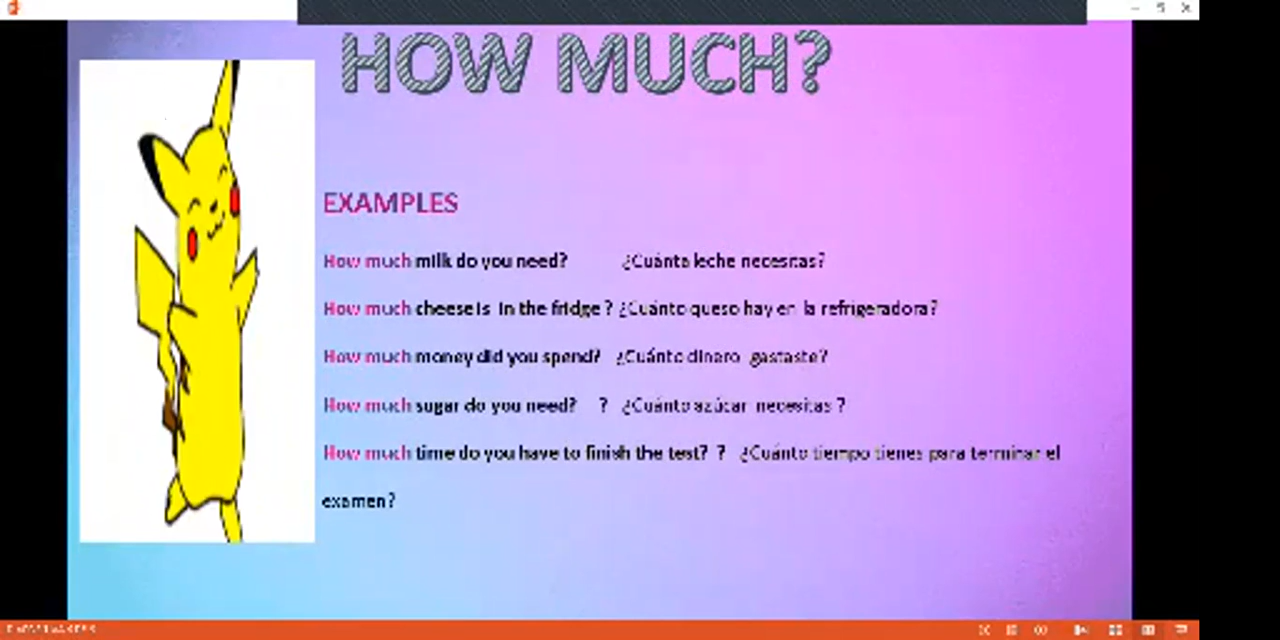 HOW MUCH?
EXAMPLES
How much milk do you need? ¿Cuánta leche necesitas?
How much cheese is in the fridge ? ¿Cuánto queso hay en la refrigeradora?
How much money did you spend? ¿Cuánto dinero gastaste?
How much sugar do you need? ? ¿Cuánto azúcar necesitas ?
How much time do you have to finish the test? ? ¿Cuánto tiempo tienes para terminar el
examen?